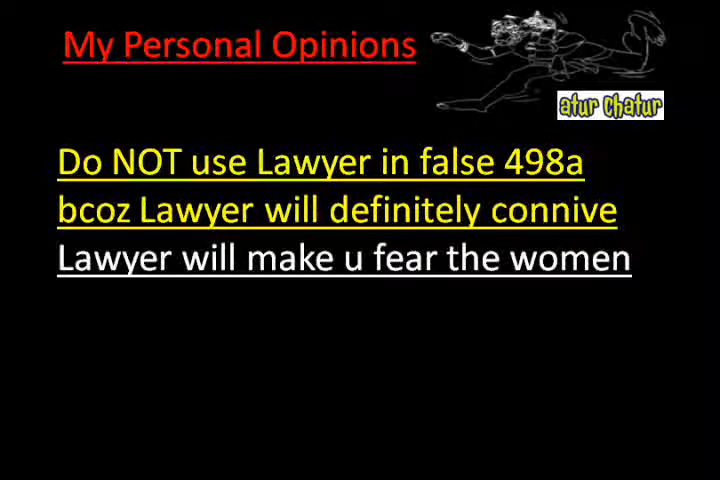 My Personal Opinions
atur chatur
Do NOT use Lawyer in false 498a
bcoz Lawyer will definitely connive
Lawyer will make u fear the women